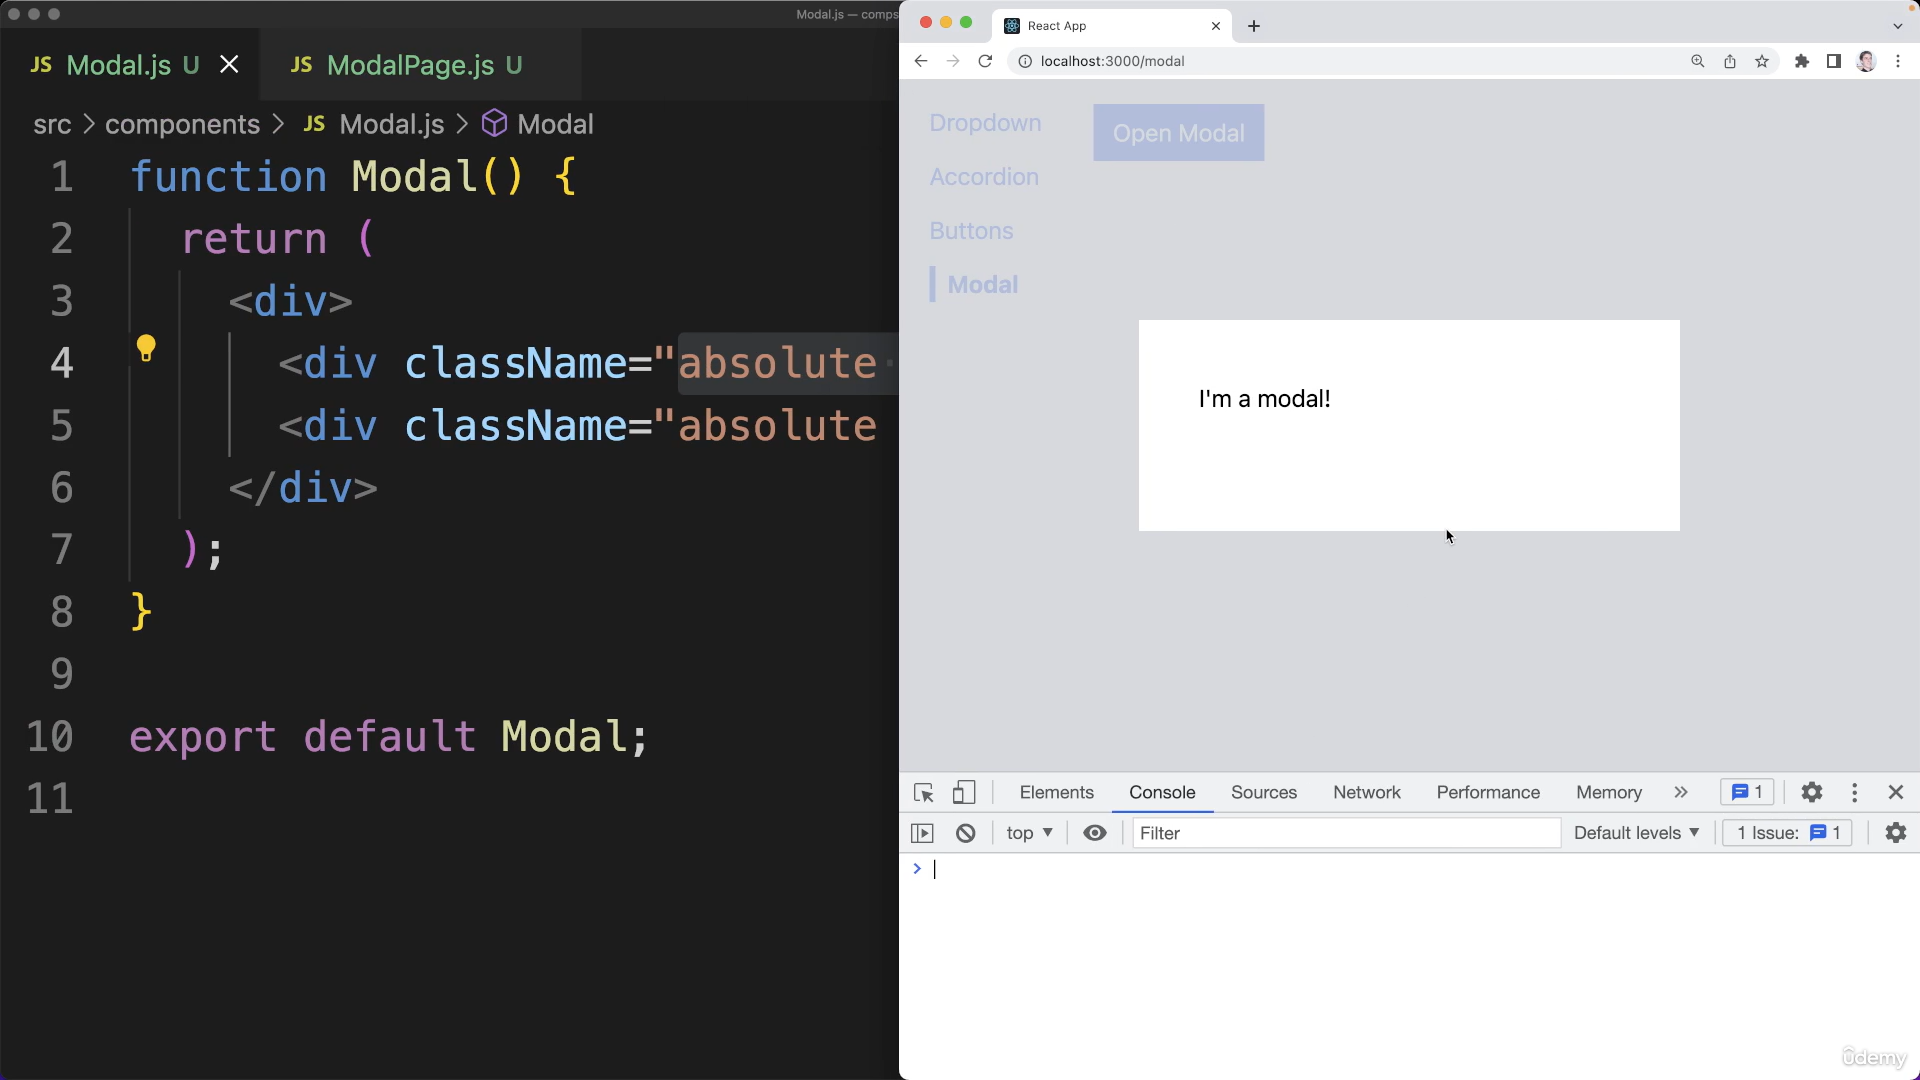 Modal.js — comps
JS Modal.js U
JS ModalPage.js U
src > components > JS Modal.js > Modal
1 function Modal() {
2 return (
3 <div>
4 <div className="absolute
5 <div className="absolute
6 </div>
7 );
8 }
9
10 export default Modal;
11
React App
localhost:3000/modal
Dropdown
Open Modal
Accordion
Buttons
Modal
I'm a modal!
Elements Console Sources Network Performance Memory » 1
top ▼ Filter Default levels ▼ 1 Issue: 1
>
ûdemy